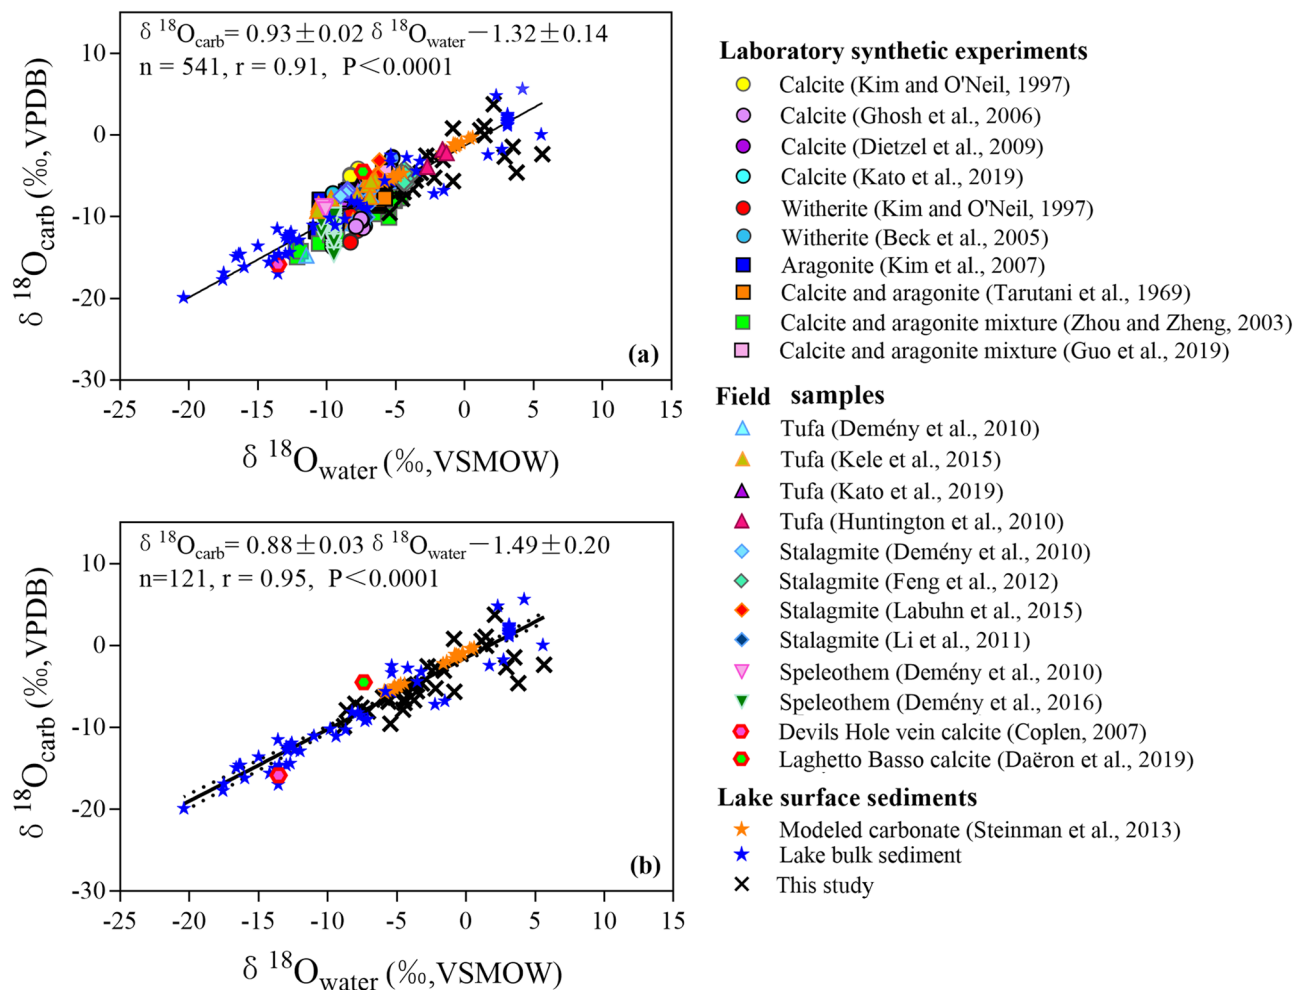 δ 18Ocarb= 0.93±0.02 δ 18Owater−1.32±0.14
n = 541, r = 0.91, P<0.0001
10
0
-10
-20
-30
(a)
-25 -20 -15 -10 -5 0 5 10 15
δ 18Ocarb (‰,VPDB)
δ 18Owater (‰,VSMOW)
δ 18Ocarb= 0.88±0.03 δ 18Owater−1.49±0.20
n=121, r = 0.95, P<0.0001
10
0
-10
-20
-30
(b)
-25 -20 -15 -10 -5 0 5 10 15
δ 18Ocarb (‰,VPDB)
δ 18Owater (‰,VSMOW)
Laboratory synthetic experiments
Calcite (Kim and O'Neil, 1997)
Calcite (Ghosh et al., 2006)
Calcite (Dietzel et al., 2009)
Calcite (Kato et al., 2019)
Witherite (Kim and O'Neil, 1997)
Witherite (Beck et al., 2005)
Aragonite (Kim et al., 2007)
Calcite and aragonite (Tarutani et al., 1969)
Calcite and aragonite mixture (Zhou and Zheng, 2003)
Calcite and aragonite mixture (Guo et al., 2019)
Field samples
Tufa (Demény et al., 2010)
Tufa (Kele et al., 2015)
Tufa (Kato et al., 2019)
Tufa (Huntington et al., 2010)
Stalagmite (Demény et al., 2010)
Stalagmite (Feng et al., 2012)
Stalagmite (Labuhn et al., 2015)
Stalagmite (Li et al., 2011)
Speleothem (Demény et al., 2010)
Speleothem (Demény et al., 2016)
Devils Hole vein calcite (Coplen, 2007)
Laghetto Basso calcite (Daëron et al., 2019)
Lake surface sediments
Modeled carbonate (Steinman et al., 2013)
Lake bulk sediment
This study